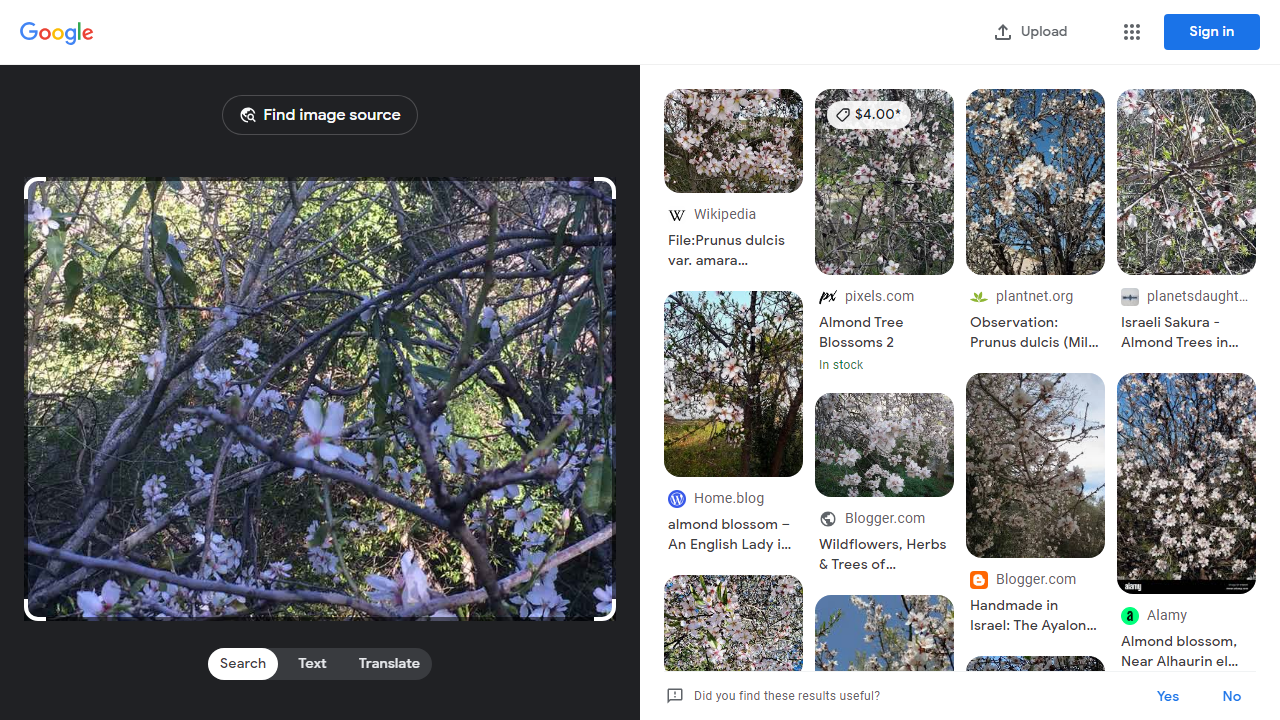 Google
Upload
Sign in
Find image source
Search
Text
Translate
Wikipedia
File:Prunus dulcis
var. amara...
$4.00*
pixels.com
Almond Tree
Blossoms 2
In stock
plantnet.org
Observation:
Prunus dulcis (Mil...
planetsdaught...
Israeli Sakura -
Almond Trees in...
Home.blog
almond blossom –
An English Lady i...
Blogger.com
Wildflowers, Herbs
& Trees of...
Blogger.com
Handmade in
Israel: The Ayalon...
alamy
Alamy
Almond blossom,
Near Alhaurin el...
Did you find these results useful?
Yes
No